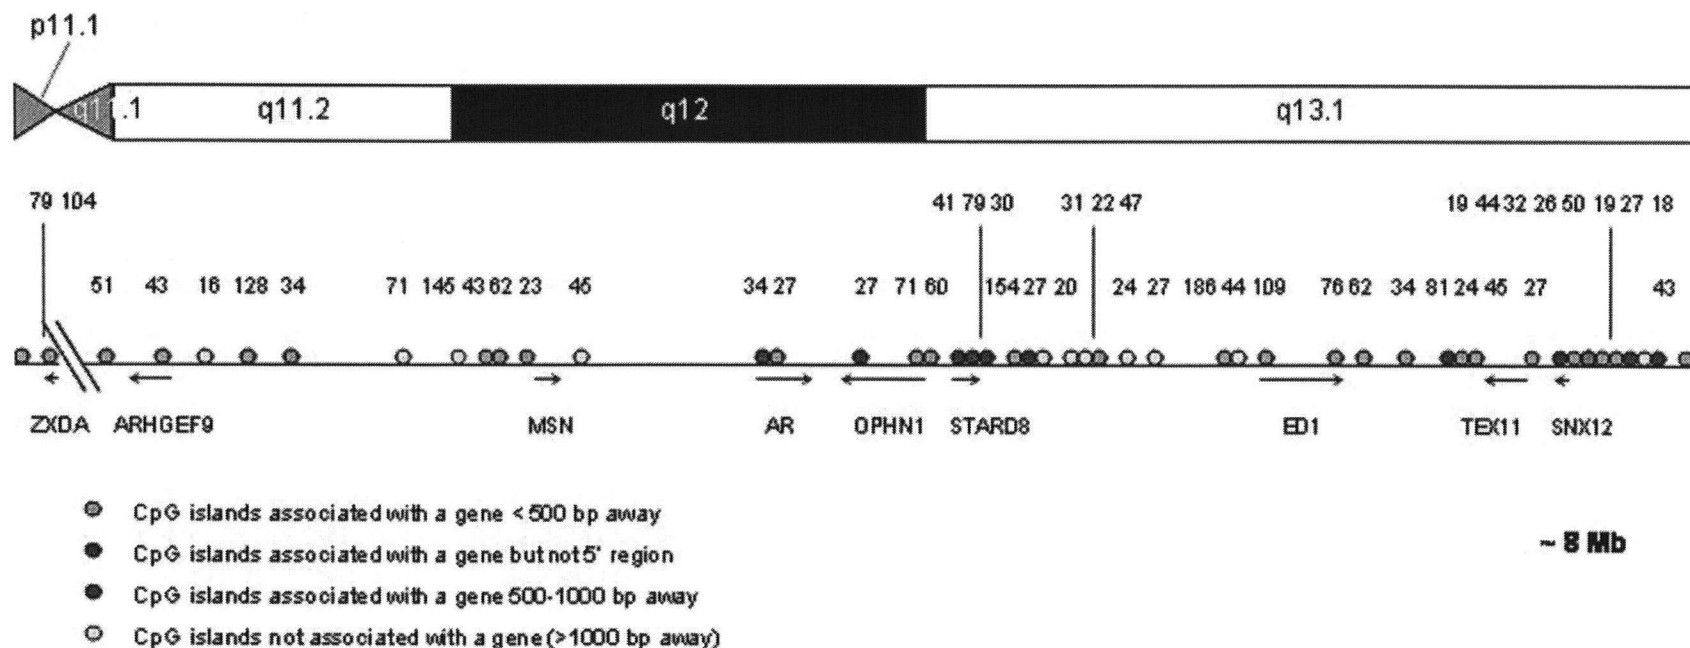 p11.1
q11.1 q11.2 q12 q13.1
79 104 41 79 30 31 22 47 19 44 32 26 50 19 27 18
51 43 16 128 34 71 145 43 62 23 45 34 27 27 71 60 154 27 20 24 27 186 44 109 76 62 34 81 24 45 27 43
ZXDA ARHGEF9 MSN AR OPHN1 STARD8 ED1 TEX11 SNX12
CpG islands associated with a gene <500 bp away
CpG islands associated with a gene but not 5' region
~ 8 Mb
CpG islands associated with a gene 500-1000 bp away
CpG islands not associated with a gene (>1000 bp away)